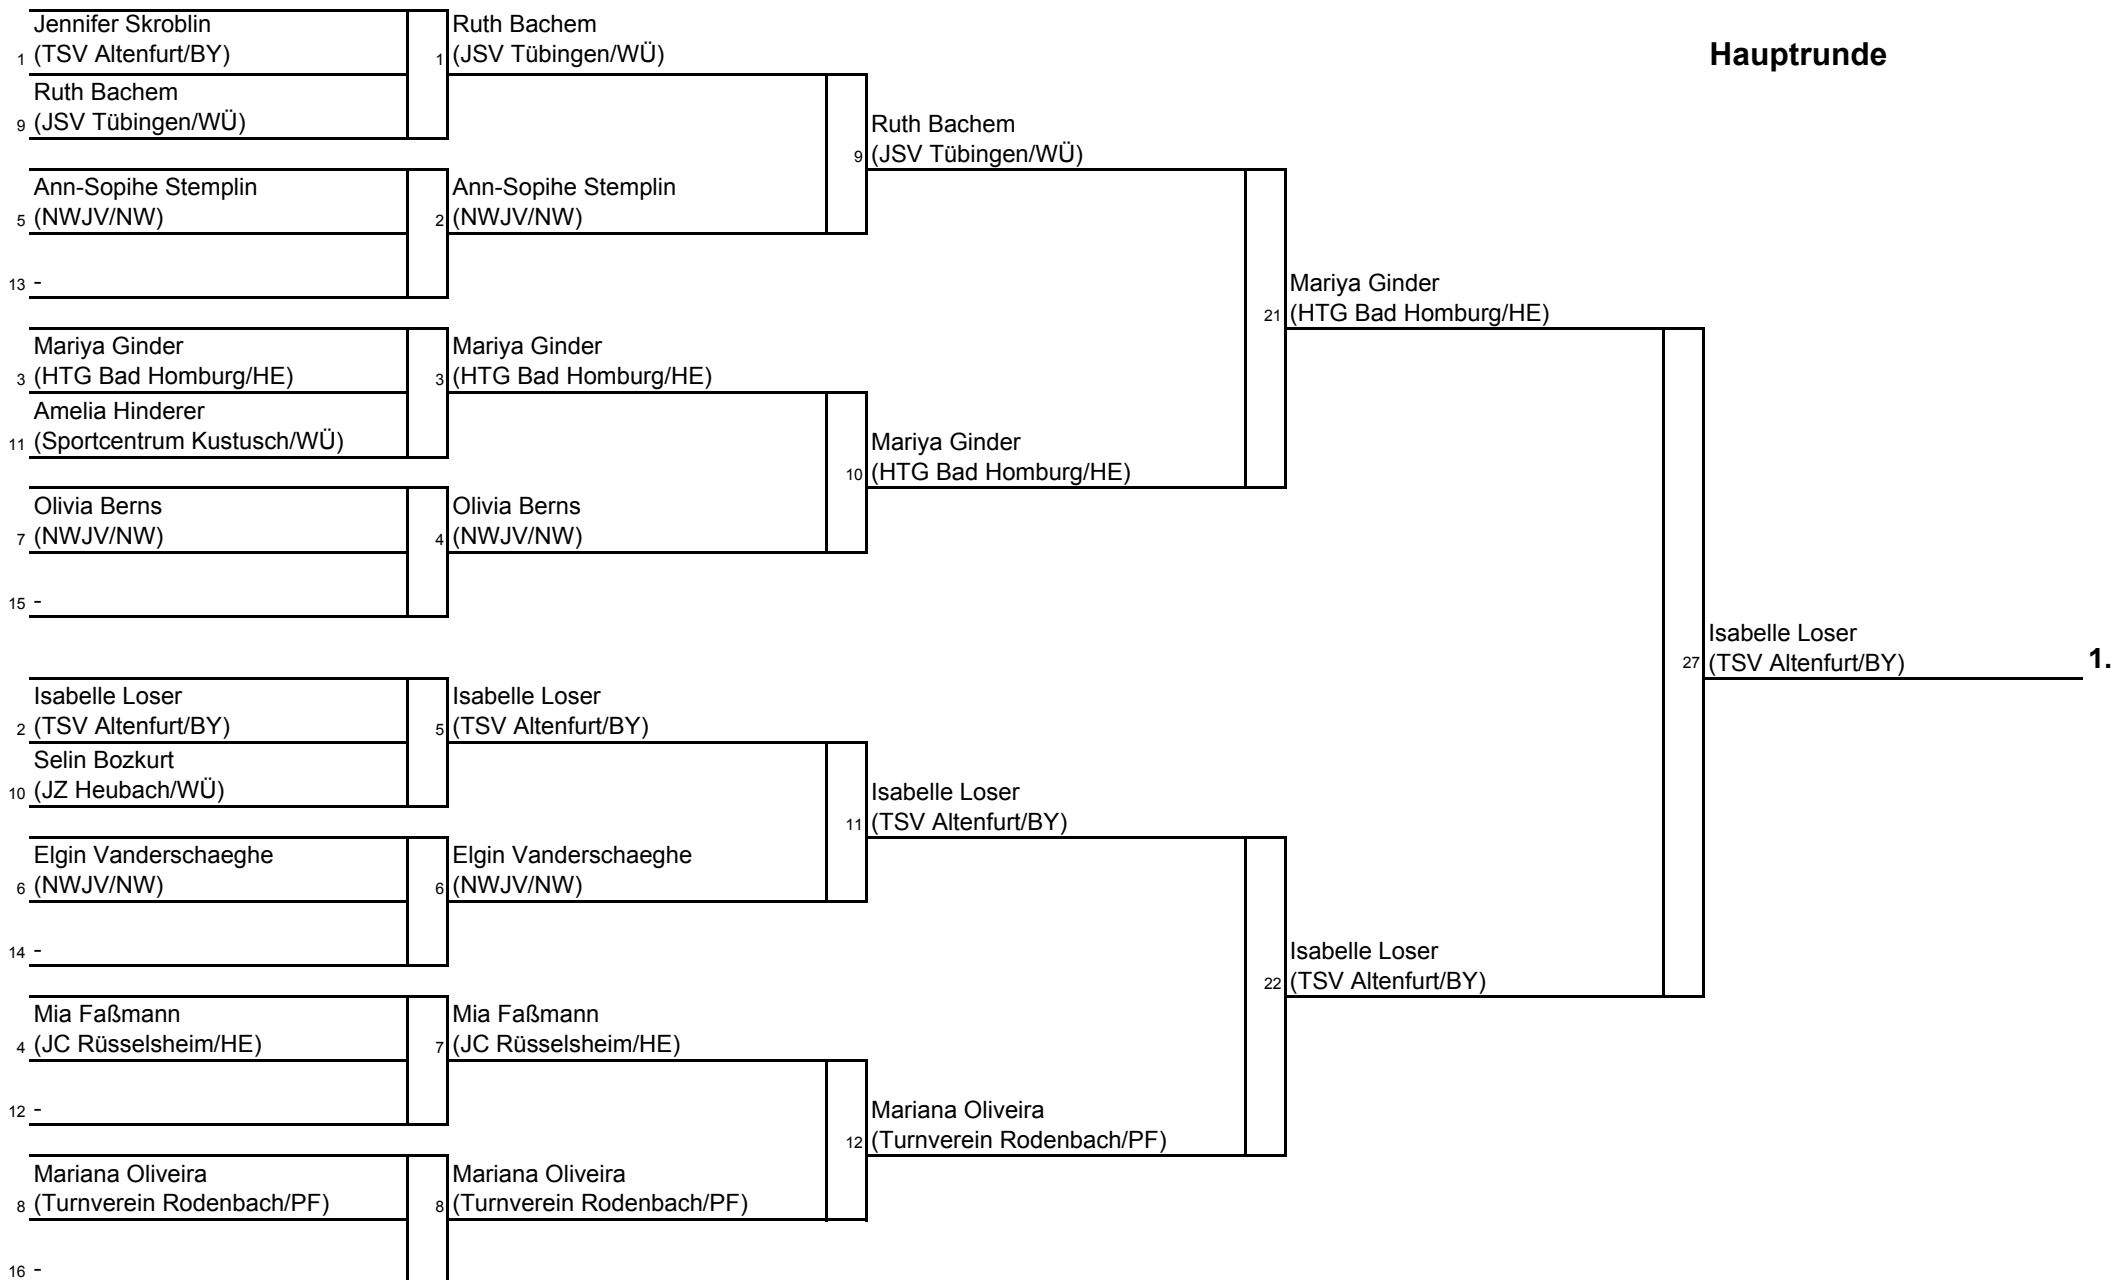 Hauptrunde
Jennifer Skroblin
1 (TSV Altenfurt/BY)
Ruth Bachem
9 (JSV Tübingen/WÜ)
Ann-Sopihe Stemplin
5 (NWJV/NW)
13 -
Mariya Ginder
3 (HTG Bad Homburg/HE)
Amelia Hinderer
11 (Sportcentrum Kustusch/WÜ)
Olivia Berns
7 (NWJV/NW)
15 -
Isabelle Loser
2 (TSV Altenfurt/BY)
Selin Bozkurt
10 (JZ Heubach/WÜ)
Elgin Vanderschaeghe
6 (NWJV/NW)
14 -
Mia Faßmann
4 (JC Rüsselsheim/HE)
12 -
Mariana Oliveira
8 (Turnverein Rodenbach/PF)
16 -
Ruth Bachem
1 (JSV Tübingen/WÜ)
Ann-Sopihe Stemplin
2 (NWJV/NW)
Mariya Ginder
3 (HTG Bad Homburg/HE)
Olivia Berns
4 (NWJV/NW)
Isabelle Loser
5 (TSV Altenfurt/BY)
Elgin Vanderschaeghe
6 (NWJV/NW)
Mia Faßmann
7 (JC Rüsselsheim/HE)
Mariana Oliveira
8 (Turnverein Rodenbach/PF)
Ruth Bachem
9 (JSV Tübingen/WÜ)
Mariya Ginder
10 (HTG Bad Homburg/HE)
Isabelle Loser
11 (TSV Altenfurt/BY)
Mariana Oliveira
12 (Turnverein Rodenbach/PF)
Mariya Ginder
21 (HTG Bad Homburg/HE)
Isabelle Loser
22 (TSV Altenfurt/BY)
Isabelle Loser
27 (TSV Altenfurt/BY) 1.